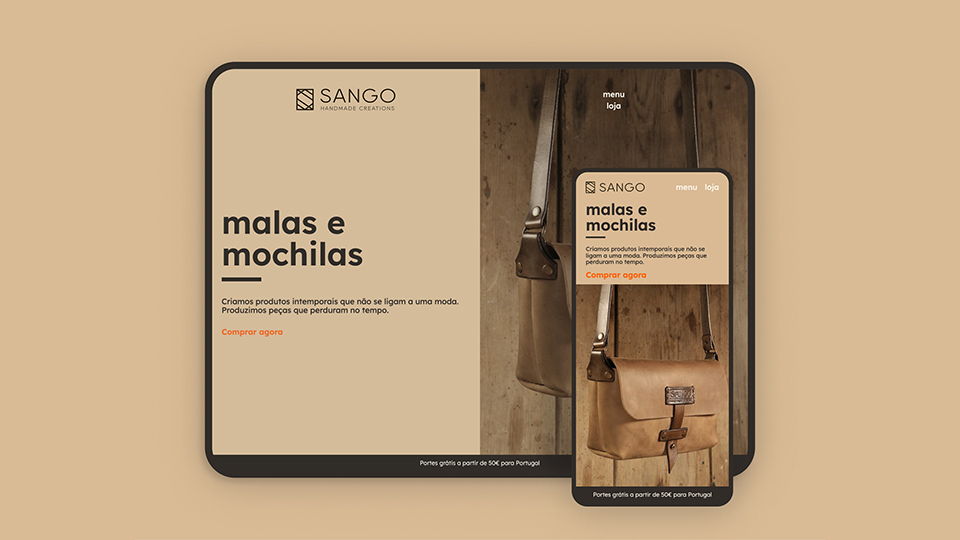 SANGO
HANDMADE CREATIONS
menu
loja
malas e
mochilas
Criamos produtos intemporais que não se ligam a uma moda.
Produzimos peças que perduram no tempo.
Comprar agora
Portes grátis a partir de 50€ para Portugal
SANGO
menu loja
malas e
mochilas
Criamos produtos intemporais que não se
ligam a uma moda. Produzimos peças que
perduram no tempo.
Comprar agora
Portes grátis a partir de 50€ para Portugal